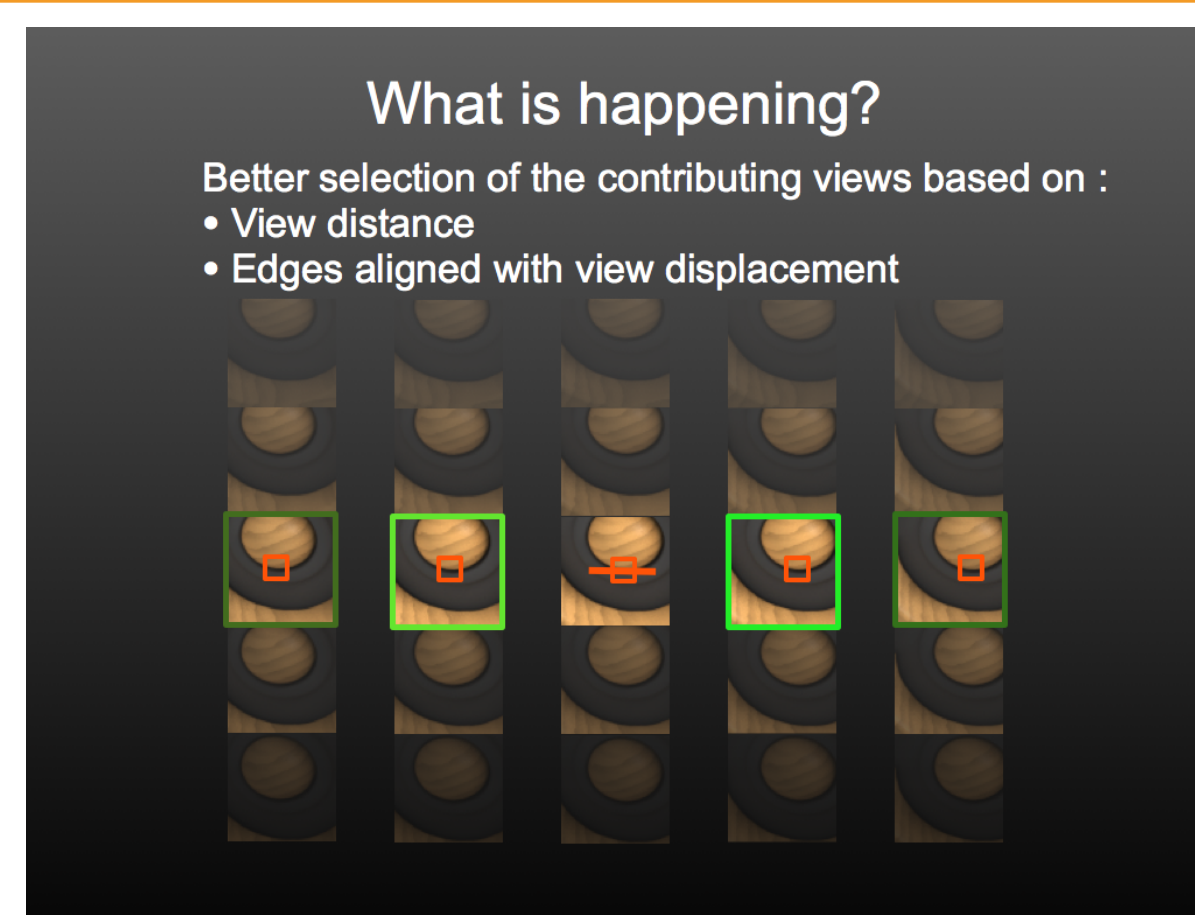 What is happening?
Better selection of the contributing views based on :
• View distance
• Edges aligned with view displacement